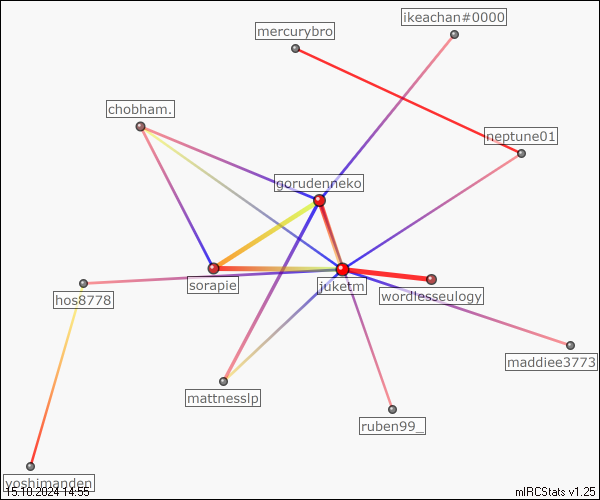 ikeachan#0000
mercurybro
chobham.
neptune01
gorudenneko
sorapie
juketm
wordlesseulogy
hos8778
maddiee3773
mattnesslp
ruben99_
yoshimanden
15.10.2024 14:55
mIRCStats v1.25